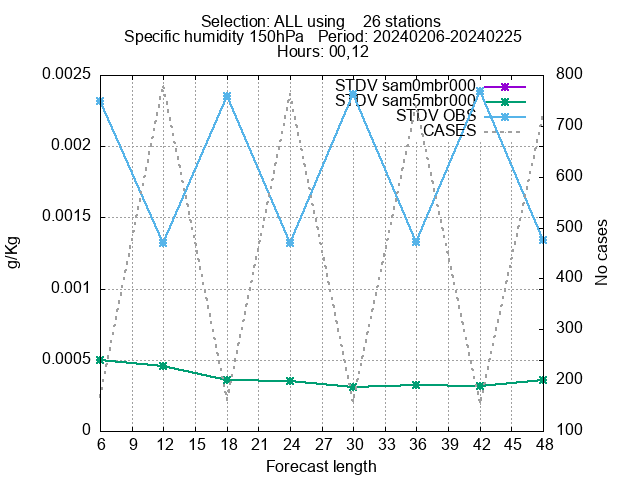 Selection: ALL using    26 stations
Specific humidity 150hPa   Period: 20240206-20240225
Hours: 00,12
STDV sam0mbr000
STDV sam5mbr000
STDV OBS
CASES
0.0025
0.002
0.0015
0.001
0.0005
0
g/Kg
800
700
600
500
400
300
200
100
No cases
6 9 12 15 18 21 24 27 30 33 36 39 42 45 48
Forecast length